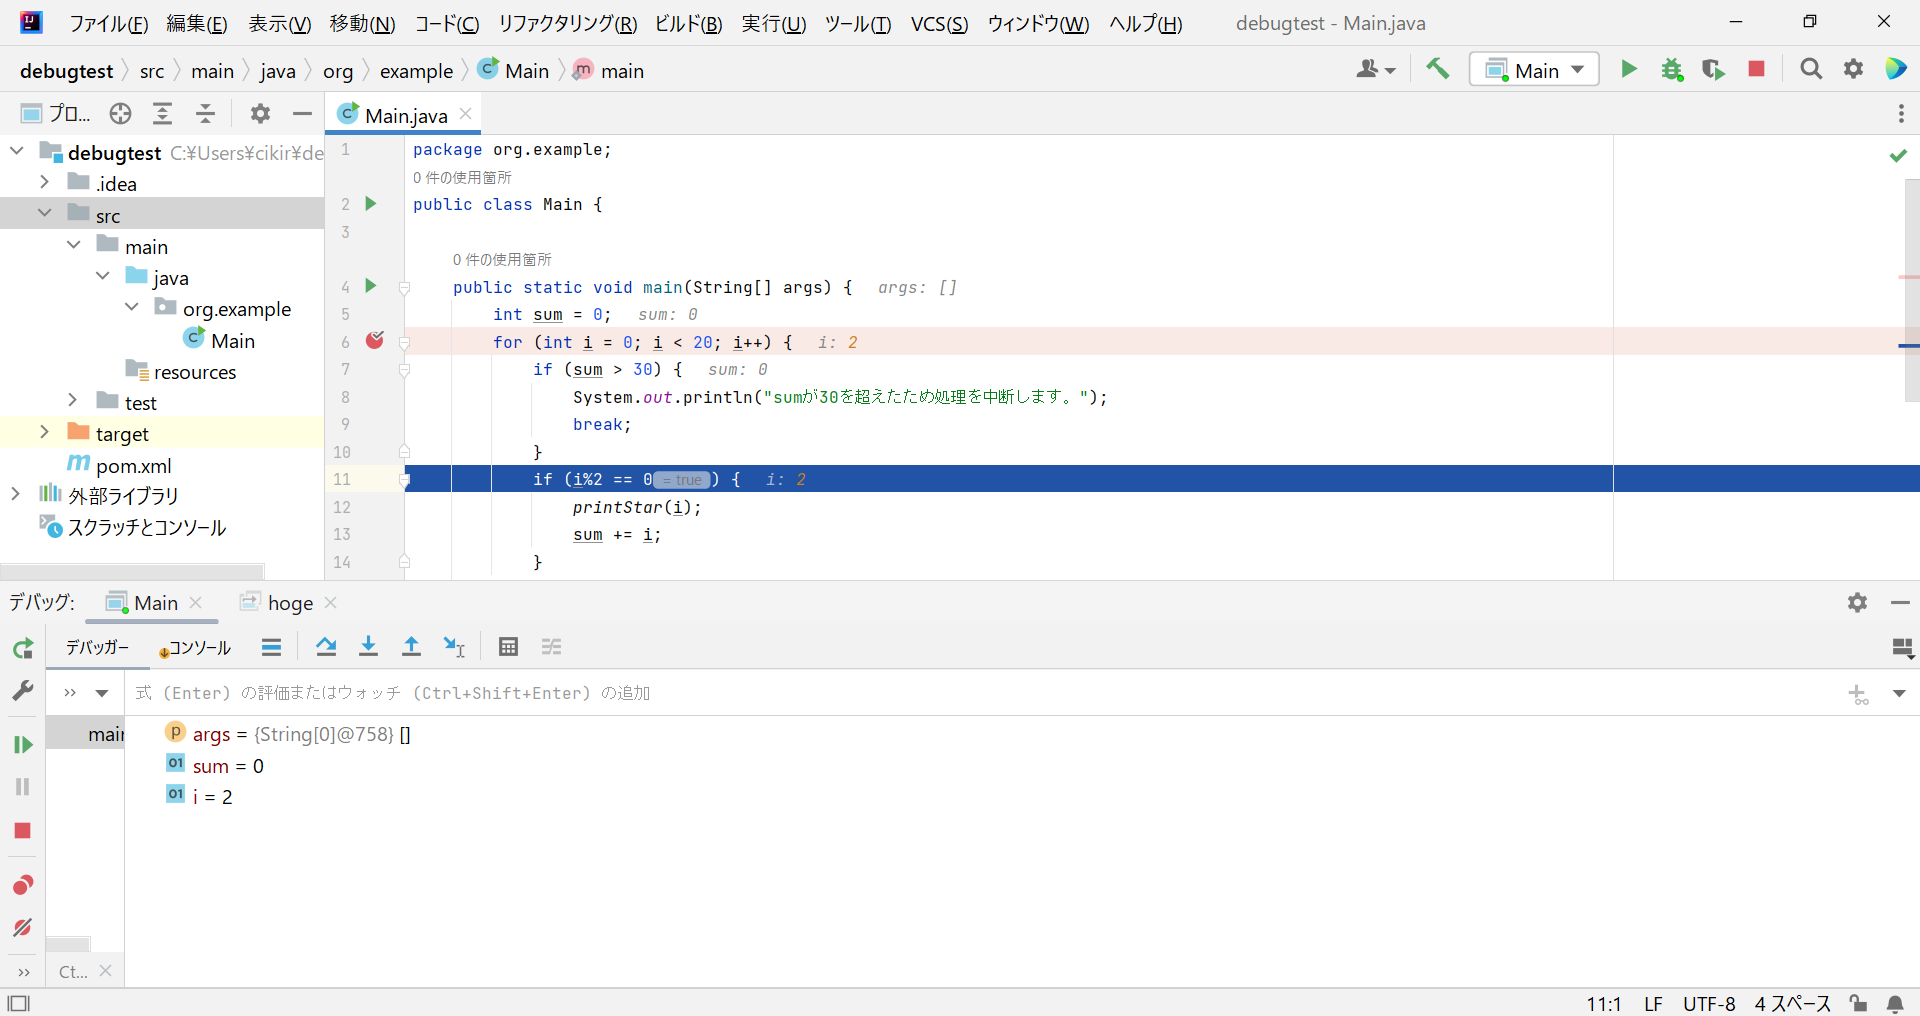 ファイル(F) 編集(E) 表示(V) 移動(N) コード(C) リファクタリング(R) ビルド(B) 実行(U) ツール(T) VCS(S) ウィンドウ(W) ヘルプ(H) debugtest - Main.java
debugtest src main java org example Main main
Main
プロ...
Main.java
debugtest C:¥Users¥cikir¥de
.idea
src
main
java
org.example
Main
resources
test
target
pom.xml
外部ライブラリ
スクラッチとコンソール
1 package org.example;
0 件の使用箇所
2 public class Main {
3
0 件の使用箇所
4 public static void main(String[] args) { args: []
5 int sum = 0; sum: 0
6 for (int i = 0; i < 20; i++) { i: 2
7 if (sum > 30) { sum: 0
8 System.out.println("sumが30を超えたため処理を中断します。");
9 break;
10 }
11 if (i%2 == 0 = true ) { i: 2
12 printStar(i);
13 sum += i;
14 }
デバッグ: Main hoge
デバッガー コンソール
式 (Enter) の評価またはウォッチ (Ctrl+Shift+Enter) の追加
main
args = {String[0]@758} []
sum = 0
i = 2
Ct...
11:1 LF UTF-8 4 スペース